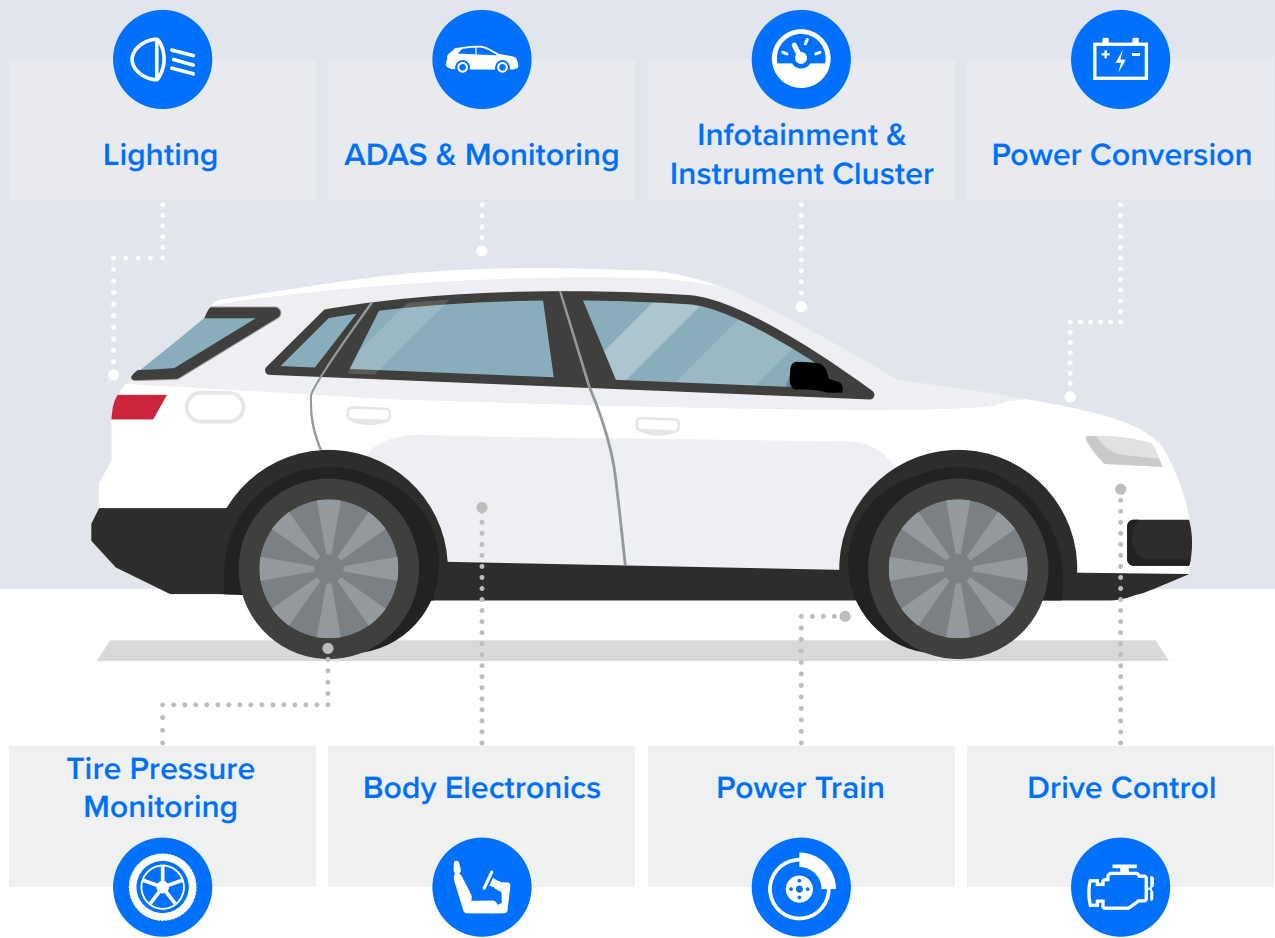 Lighting
ADAS & Monitoring
Infotainment &
Instrument Cluster
Power Conversion
Tire Pressure
Monitoring
Body Electronics
Power Train
Drive Control